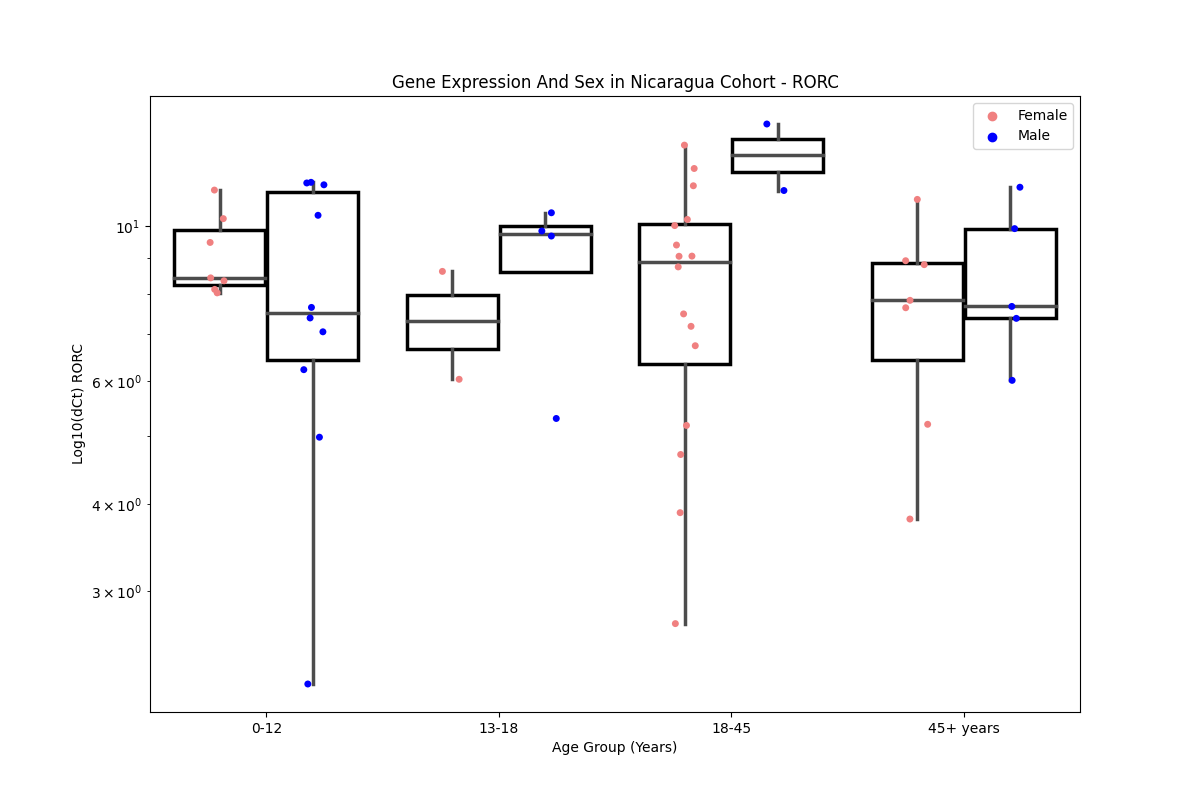 Gene Expression And Sex in Nicaragua Cohort - RORC
Female
Male
10¹
6 × 10⁰
4 × 10⁰
3 × 10⁰
Log10(dCt) RORC
0-12
13-18
18-45
45+ years
Age Group (Years)